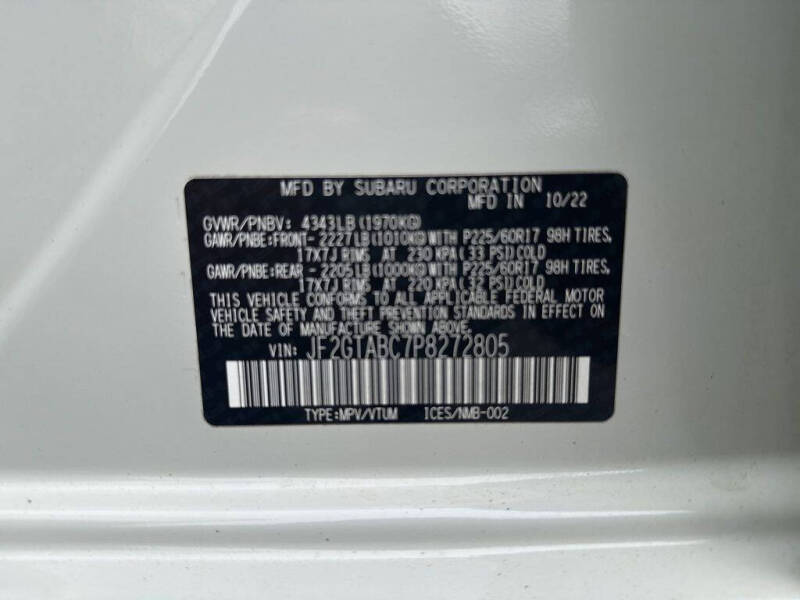 MFD BY SUBARU CORPORATION
MFD IN 10/22
GVWR/PNBV: 4343LB(1970KG)
GAWR/PNBE:FRONT- 2227LB(1010KG)WITH P225/60R17 98H TIRES,
17X7J RIMS AT 230 KPA(33 PSI)COLD
GAWR/PNBE:REAR - 2205LB(1000KG)WITH P225/60R17 98H TIRES,
17X7J RIMS AT 220 KPA(32 PSI)COLD
THIS VEHICLE CONFORMS TO ALL APPLICABLE FEDERAL MOTOR
VEHICLE SAFETY AND THEFT PREVENTION STANDARDS IN EFFECT ON
THE DATE OF MANUFACTURE SHOWN ABOVE.
VIN: JF2GTABC7P8272805
TYPE:MPV/VTUM ICES/NMB-002